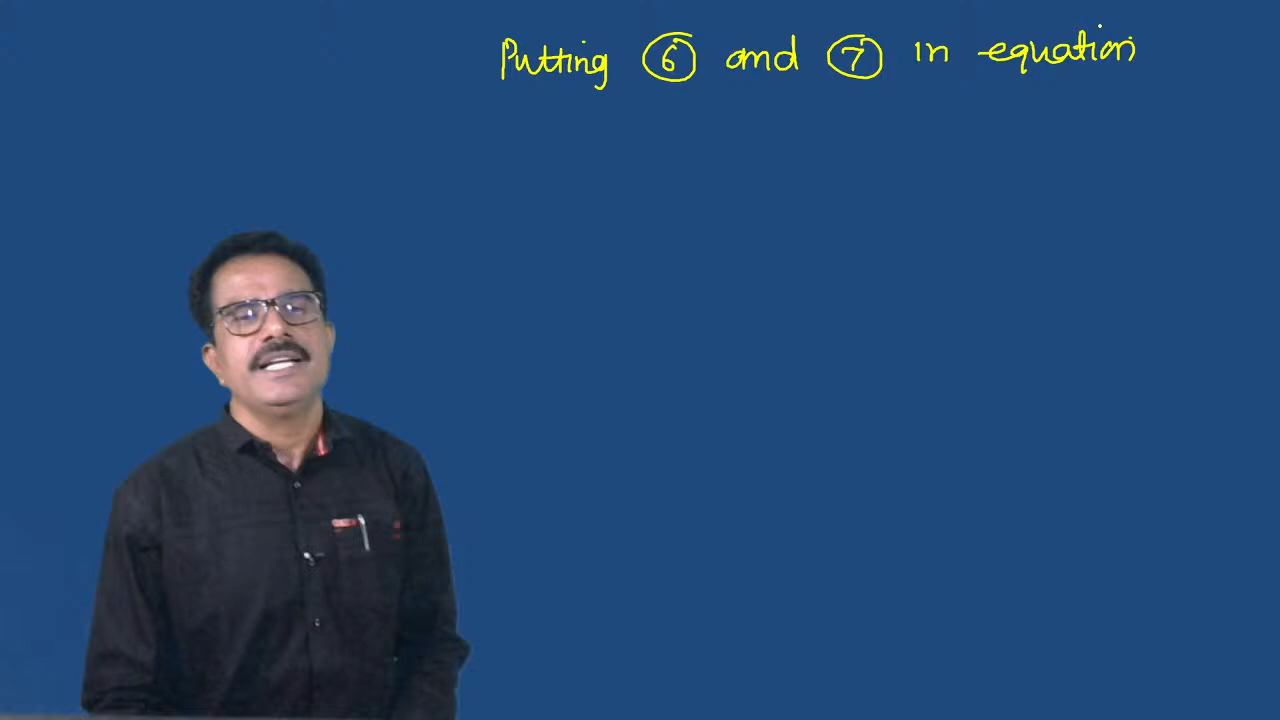 Putting ⑥ and ⑦ in equation